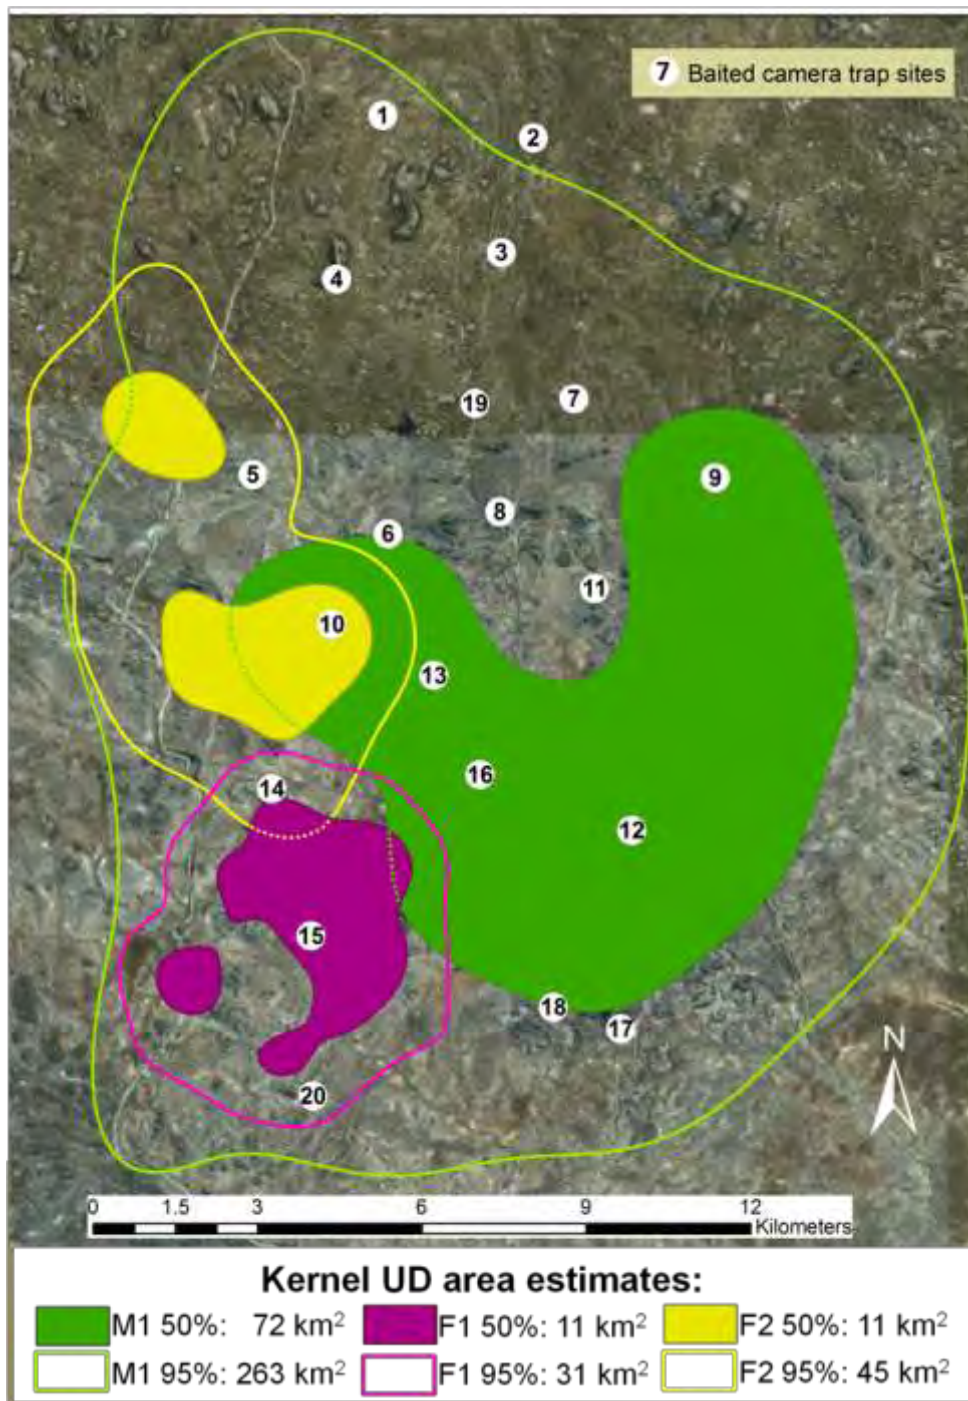 7 Baited camera trap sites
1
2
3
4
19
7
5
9
8
6
11
10
13
16
14
12
15
18
17
20
N
0 1.5 3 6 9 12
Kilometers
Kernel UD area estimates:
M1 50%: 72 km² F1 50%: 11 km² F2 50%: 11 km²
M1 95%: 263 km² F1 95%: 31 km² F2 95%: 45 km²